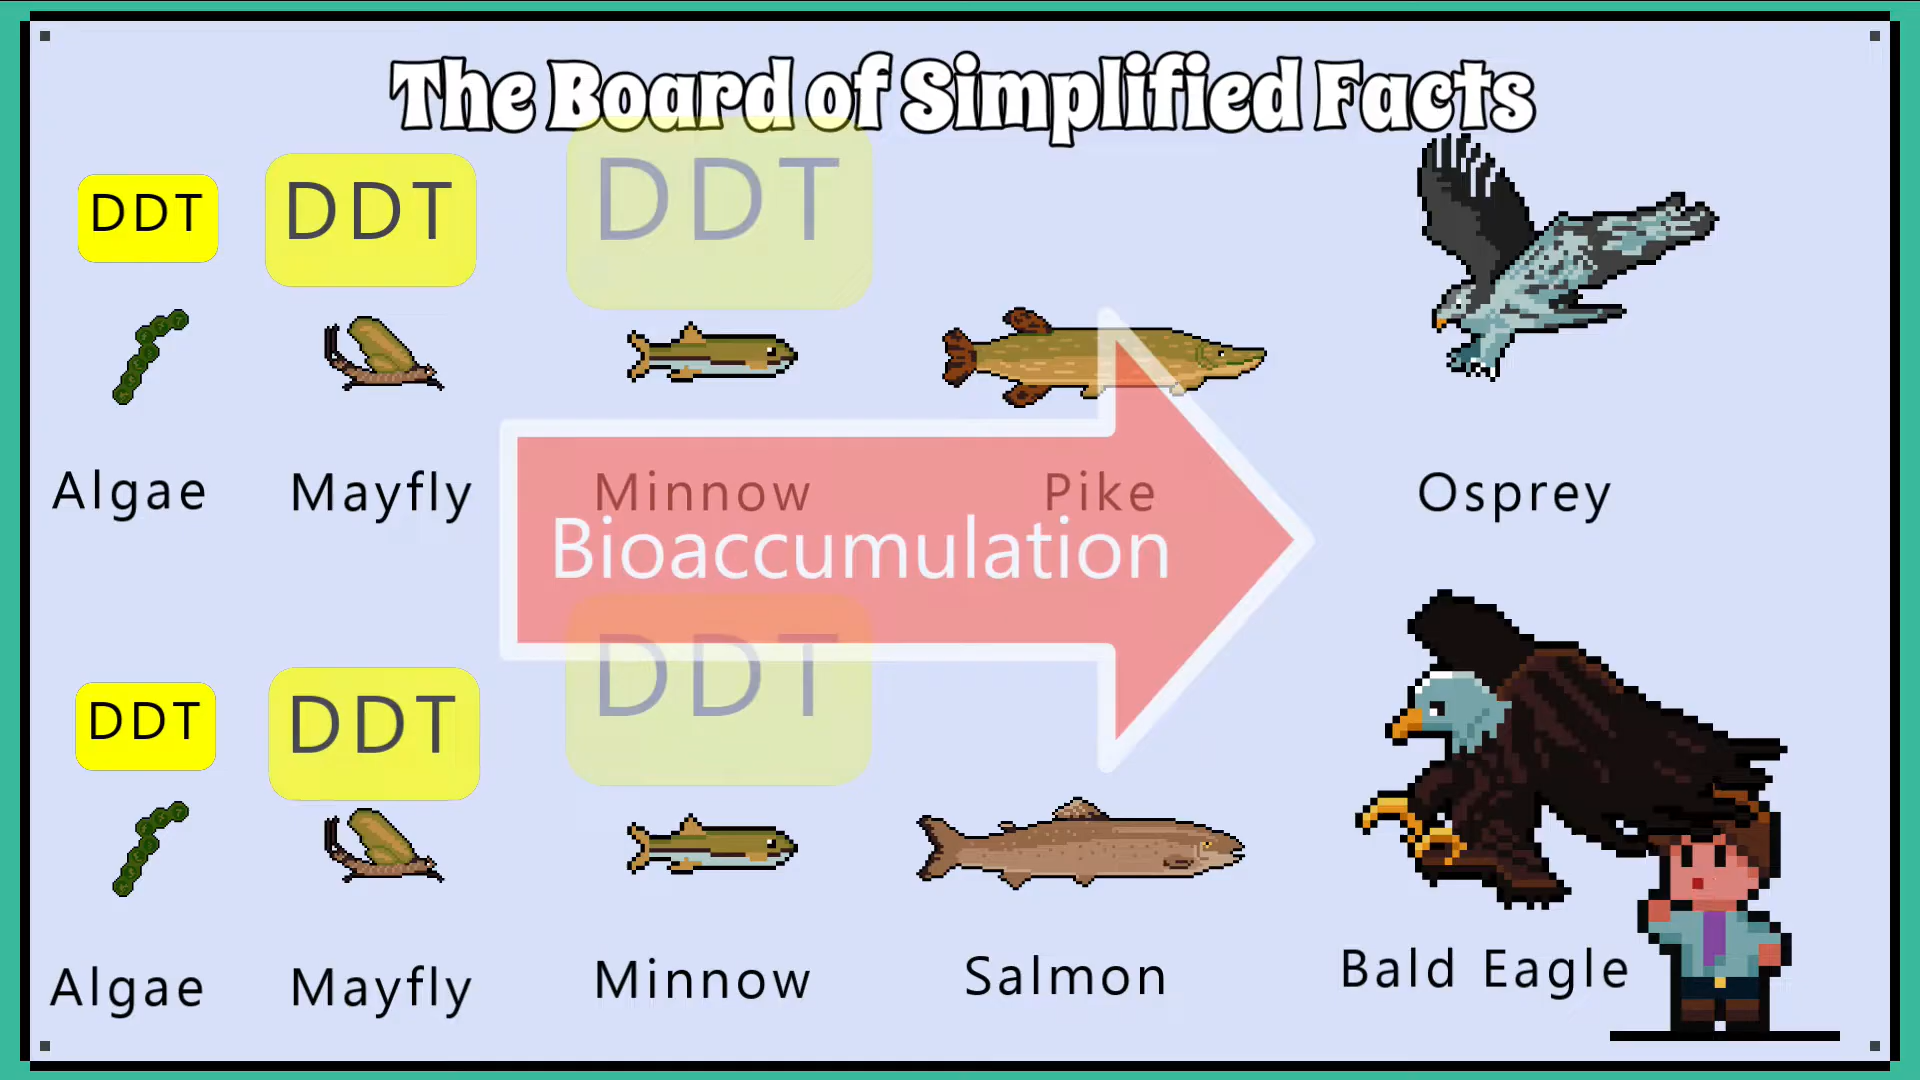 The Board of Simplified Facts
DDT DDT DDT
Algae Mayfly Minnow Pike Osprey
Bioaccumulation
DDT DDT DDT
Algae Mayfly Minnow Salmon Bald Eagle